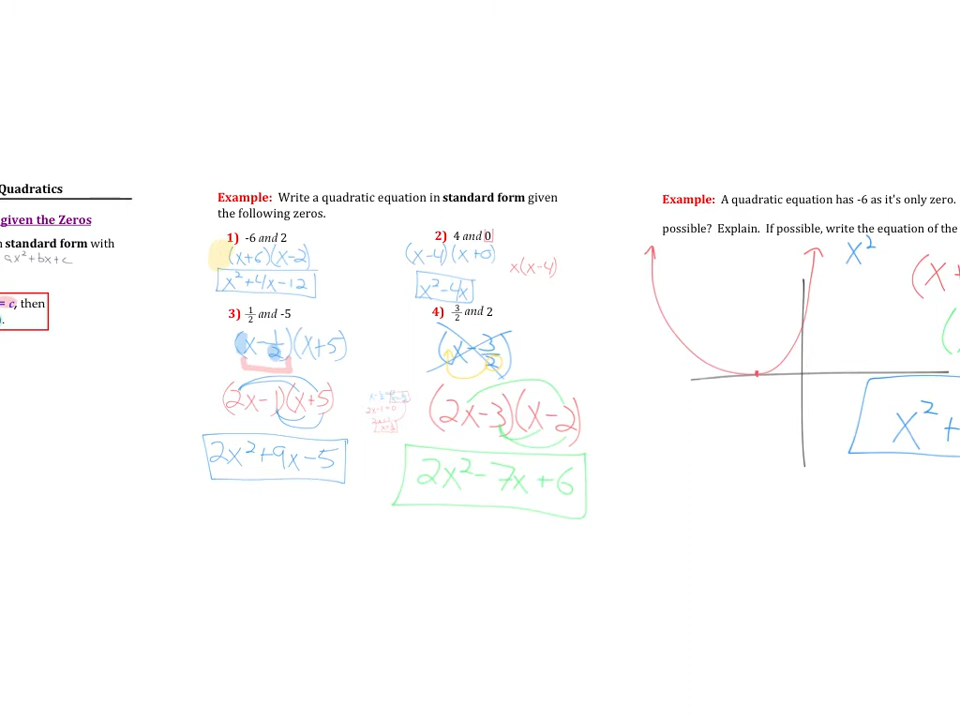 Quadratics
given the Zeros
standard form with
ax²+bx+c
= c, then
Example: Write a quadratic equation in standard form given
the following zeros.
1) -6 and 2
(x+6)(x-2)
x²+4x-12
2) 4 and 0
(x-4)(x+0)
x(x-4)
x²-4x
3) 1/2 and -5
(x-1/2)(x+5)
(2x-1)(x+5)
2x²+9x-5
4) 3/2 and 2
(x-3/2)
(2x-3)(x-2)
2x²-7x+6
Example: A quadratic equation has -6 as it's only zero.
possible? Explain. If possible, write the equation of the
x²
(x+
x²+